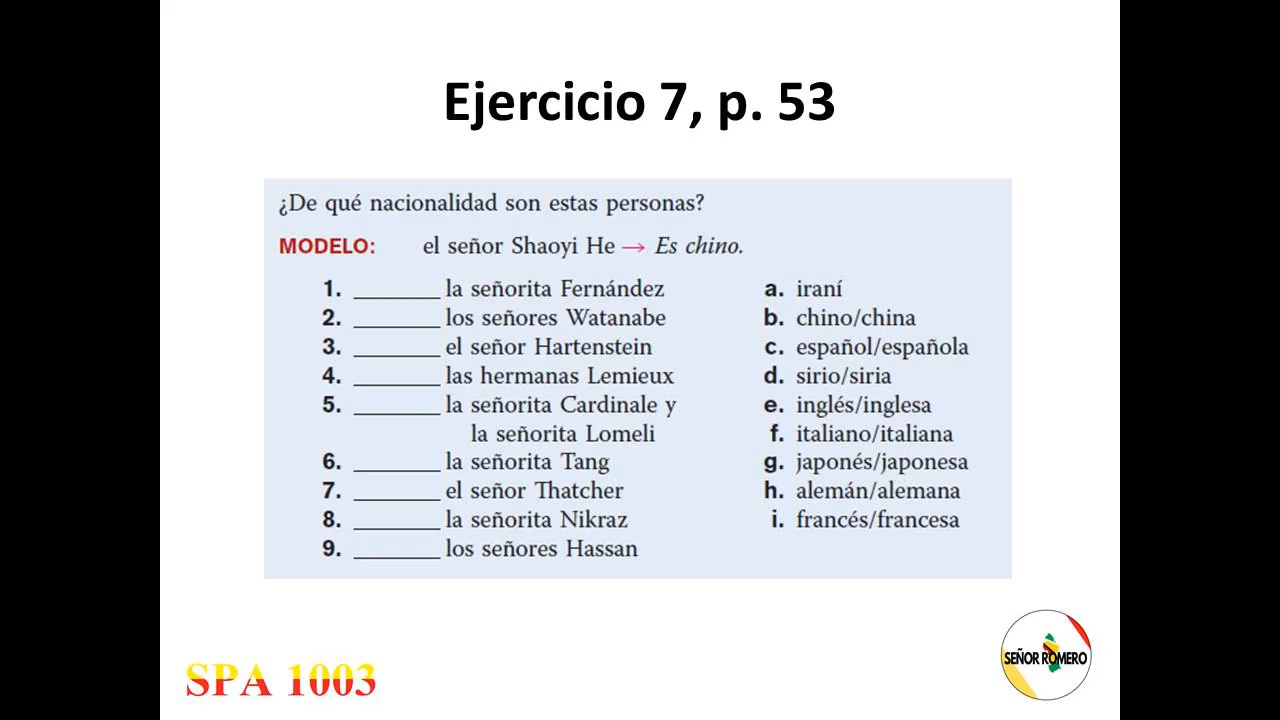 Ejercicio 7, p. 53
¿De qué nacionalidad son estas personas?
MODELO: el señor Shaoyi He → Es chino.
1. ________ la señorita Fernández
2. ________ los señores Watanabe
3. ________ el señor Hartenstein
4. ________ las hermanas Lemieux
5. ________ la señorita Cardinale y
la señorita Lomeli
6. ________ la señorita Tang
7. ________ el señor Thatcher
8. ________ la señorita Nikraz
9. ________ los señores Hassan
a. iraní
b. chino/china
c. español/española
d. sirio/siria
e. inglés/inglesa
f. italiano/italiana
g. japonés/japonesa
h. alemán/alemana
i. francés/francesa
SPA 1003
SEÑOR ROMERO